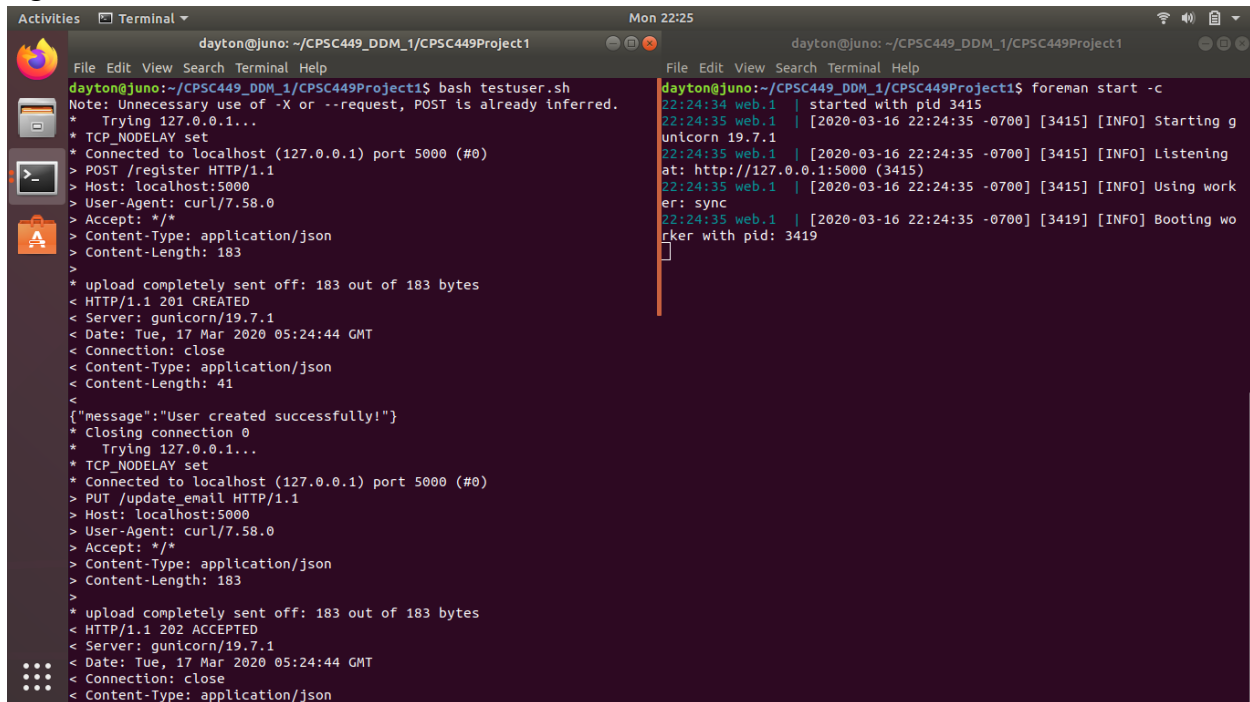 Activities Terminal Mon 22:25
dayton@juno: ~/CPSC449_DDM_1/CPSC449Project1
File Edit View Search Terminal Help
dayton@juno:~/CPSC449_DDM_1/CPSC449Project1$ bash testuser.sh
Note: Unnecessary use of -X or --request, POST is already inferred.
*   Trying 127.0.0.1...
* TCP_NODELAY set
* Connected to localhost (127.0.0.1) port 5000 (#0)
> POST /register HTTP/1.1
> Host: localhost:5000
> User-Agent: curl/7.58.0
> Accept: */*
> Content-Type: application/json
> Content-Length: 183
>
* upload completely sent off: 183 out of 183 bytes
< HTTP/1.1 201 CREATED
< Server: gunicorn/19.7.1
< Date: Tue, 17 Mar 2020 05:24:44 GMT
< Connection: close
< Content-Type: application/json
< Content-Length: 41
<
{"message":"User created successfully!"}
* Closing connection 0
*   Trying 127.0.0.1...
* TCP_NODELAY set
* Connected to localhost (127.0.0.1) port 5000 (#0)
> PUT /update_email HTTP/1.1
> Host: localhost:5000
> User-Agent: curl/7.58.0
> Accept: */*
> Content-Type: application/json
> Content-Length: 183
>
* upload completely sent off: 183 out of 183 bytes
< HTTP/1.1 202 ACCEPTED
< Server: gunicorn/19.7.1
< Date: Tue, 17 Mar 2020 05:24:44 GMT
< Connection: close
< Content-Type: application/json
dayton@juno: ~/CPSC449_DDM_1/CPSC449Project1
File Edit View Search Terminal Help
dayton@juno:~/CPSC449_DDM_1/CPSC449Project1$ foreman start -c
22:24:34 web.1  | started with pid 3415
22:24:35 web.1  | [2020-03-16 22:24:35 -0700] [3415] [INFO] Starting g
unicorn 19.7.1
22:24:35 web.1  | [2020-03-16 22:24:35 -0700] [3415] [INFO] Listening
at: http://127.0.0.1:5000 (3415)
22:24:35 web.1  | [2020-03-16 22:24:35 -0700] [3415] [INFO] Using work
er: sync
22:24:35 web.1  | [2020-03-16 22:24:35 -0700] [3419] [INFO] Booting wo
rker with pid: 3419